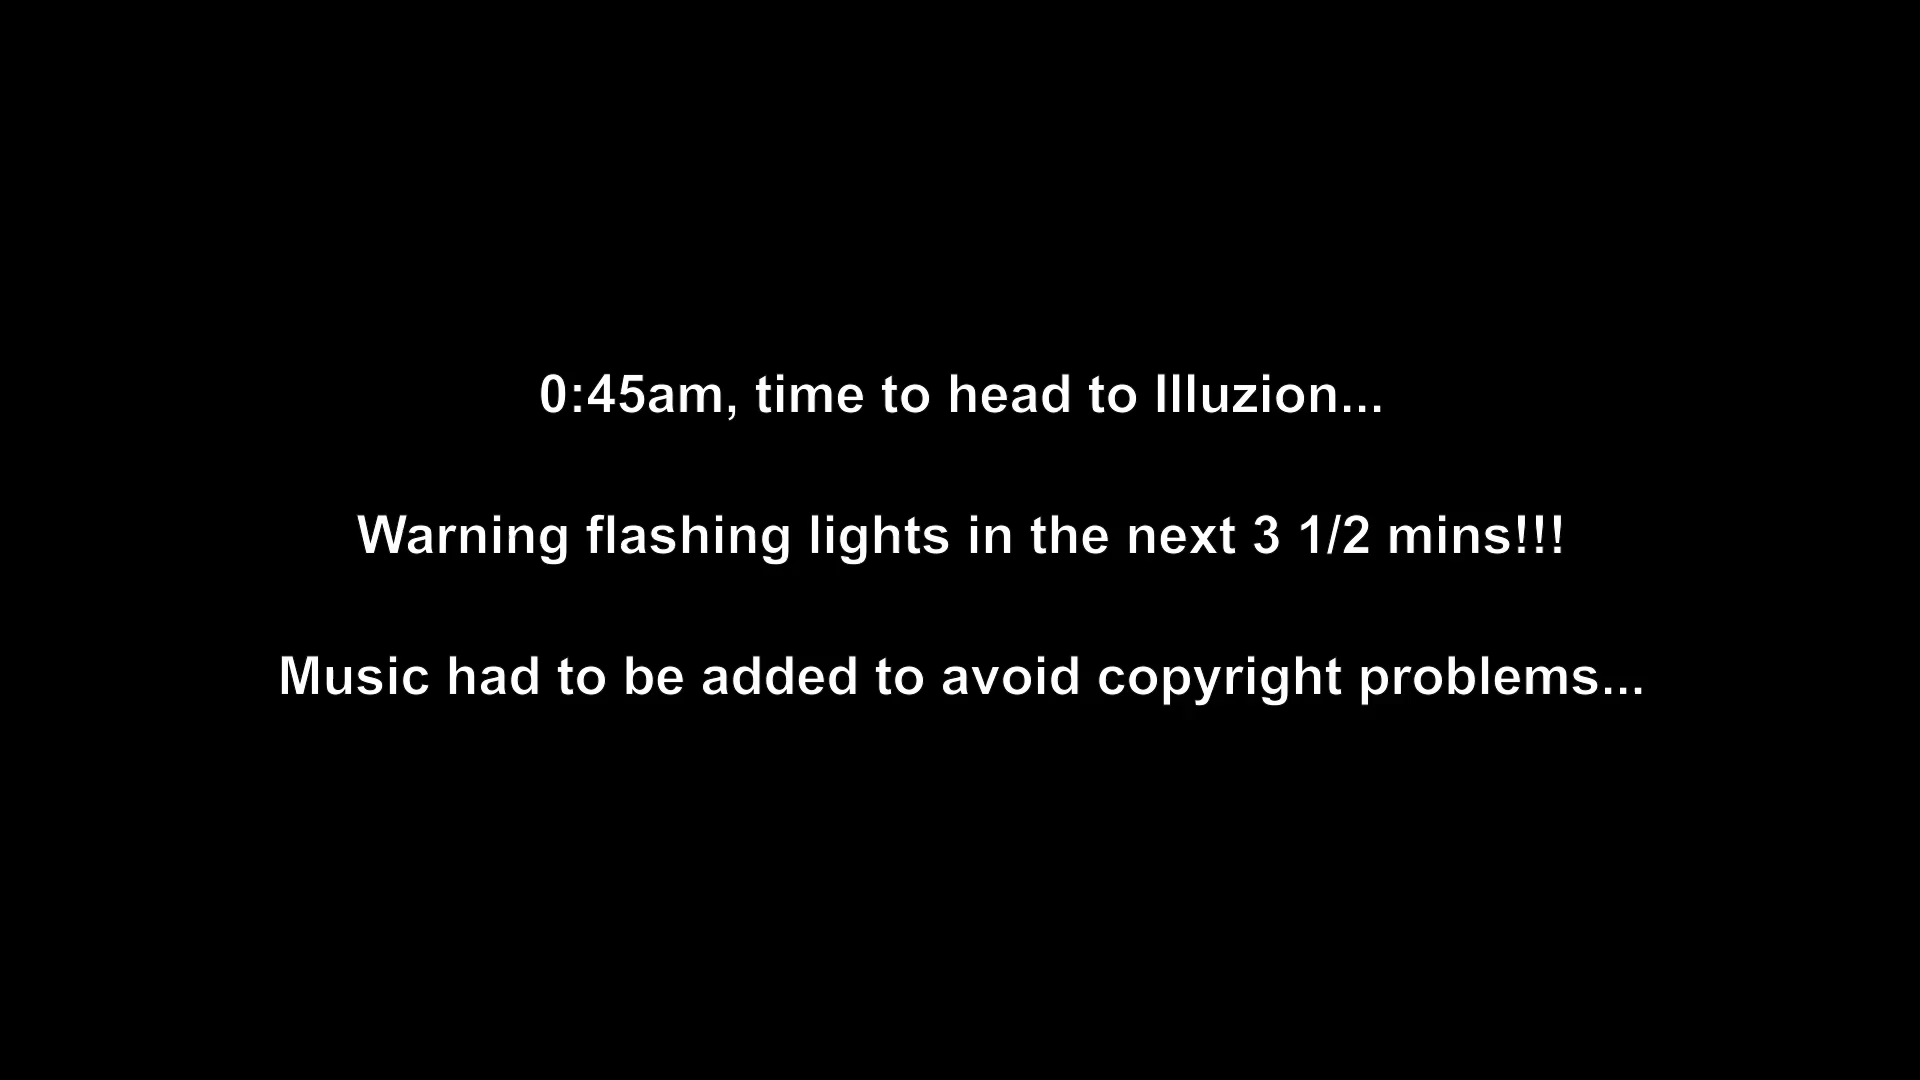 0:45am, time to head to Illuzion...
Warning flashing lights in the next 3 1/2 mins!!!
Music had to be added to avoid copyright problems...